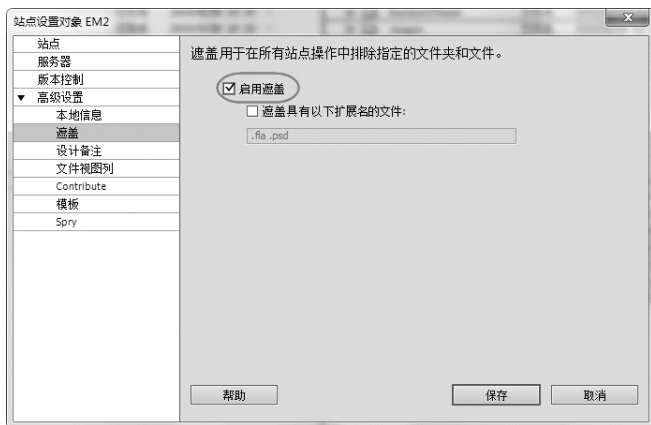 站点设置对象 EM2
站点
服务器
版本控制
▼ 高级设置
本地信息
遮盖
设计备注
文件视图列
Contribute
模板
Spry
遮盖用于在所有站点操作中排除指定的文件夹和文件。
启用遮盖
遮盖具有以下扩展名的文件:
.fla .psd
帮助
保存
取消